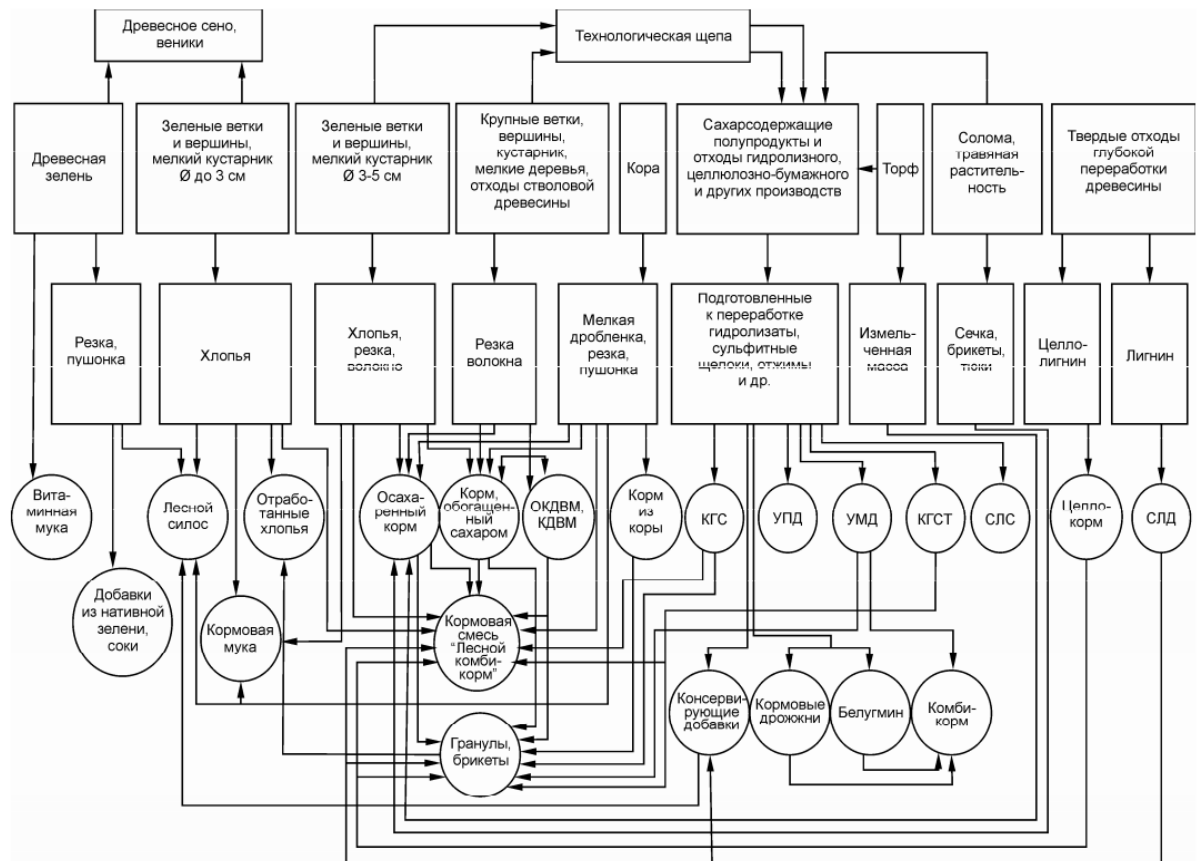 Древесное сено,
веники
Технологическая щепа
Древесная
зелень
Зеленые ветки
и вершины,
мелкий кустарник
Ø до 3 см
Зеленые ветки
и вершины,
мелкий кустарник
Ø 3-5 см
Крупные ветки,
вершины,
кустарник,
мелкие деревья,
отходы стволовой
древесины
Кора
Сахарсодержащие
полупродукты и
отходы гидролизного,
целлюлозно-бумажного
и других производств
Торф
Солома,
травяная
раститель-
ность
Твердые отходы
глубокой
переработки
древесины
Резка,
пушонка
Хлопья
Хлопья,
резка,
волокно
Резка
волокна
Мелкая
дробленка,
резка,
пушонка
Подготовленные
к переработке
гидролизаты,
сульфитные
щелоки, отжимы
и др.
Измель-
ченная
масса
Сечка,
брикеты,
тюки
Целло-
лигнин
Лигнин
Вита-
минная
мука
Лесной
силос
Отрабо-
танные
хлопья
Осаха-
ренный
корм
Корм,
обогащен-
ный
сахаром
ОКДВМ,
КДВМ
Корм
из
коры
КГС
УПД
УМД
КГСТ
СЛС
Целло-
корм
СЛД
Добавки
из нативной
зелени,
соки
Кормовая
мука
Кормовая
смесь
"Лесной
комби-
корм"
Консерви-
рующие
добавки
Кормовые
дрожжни
Белугмин
Комби-
корм
Гранулы,
брикеты